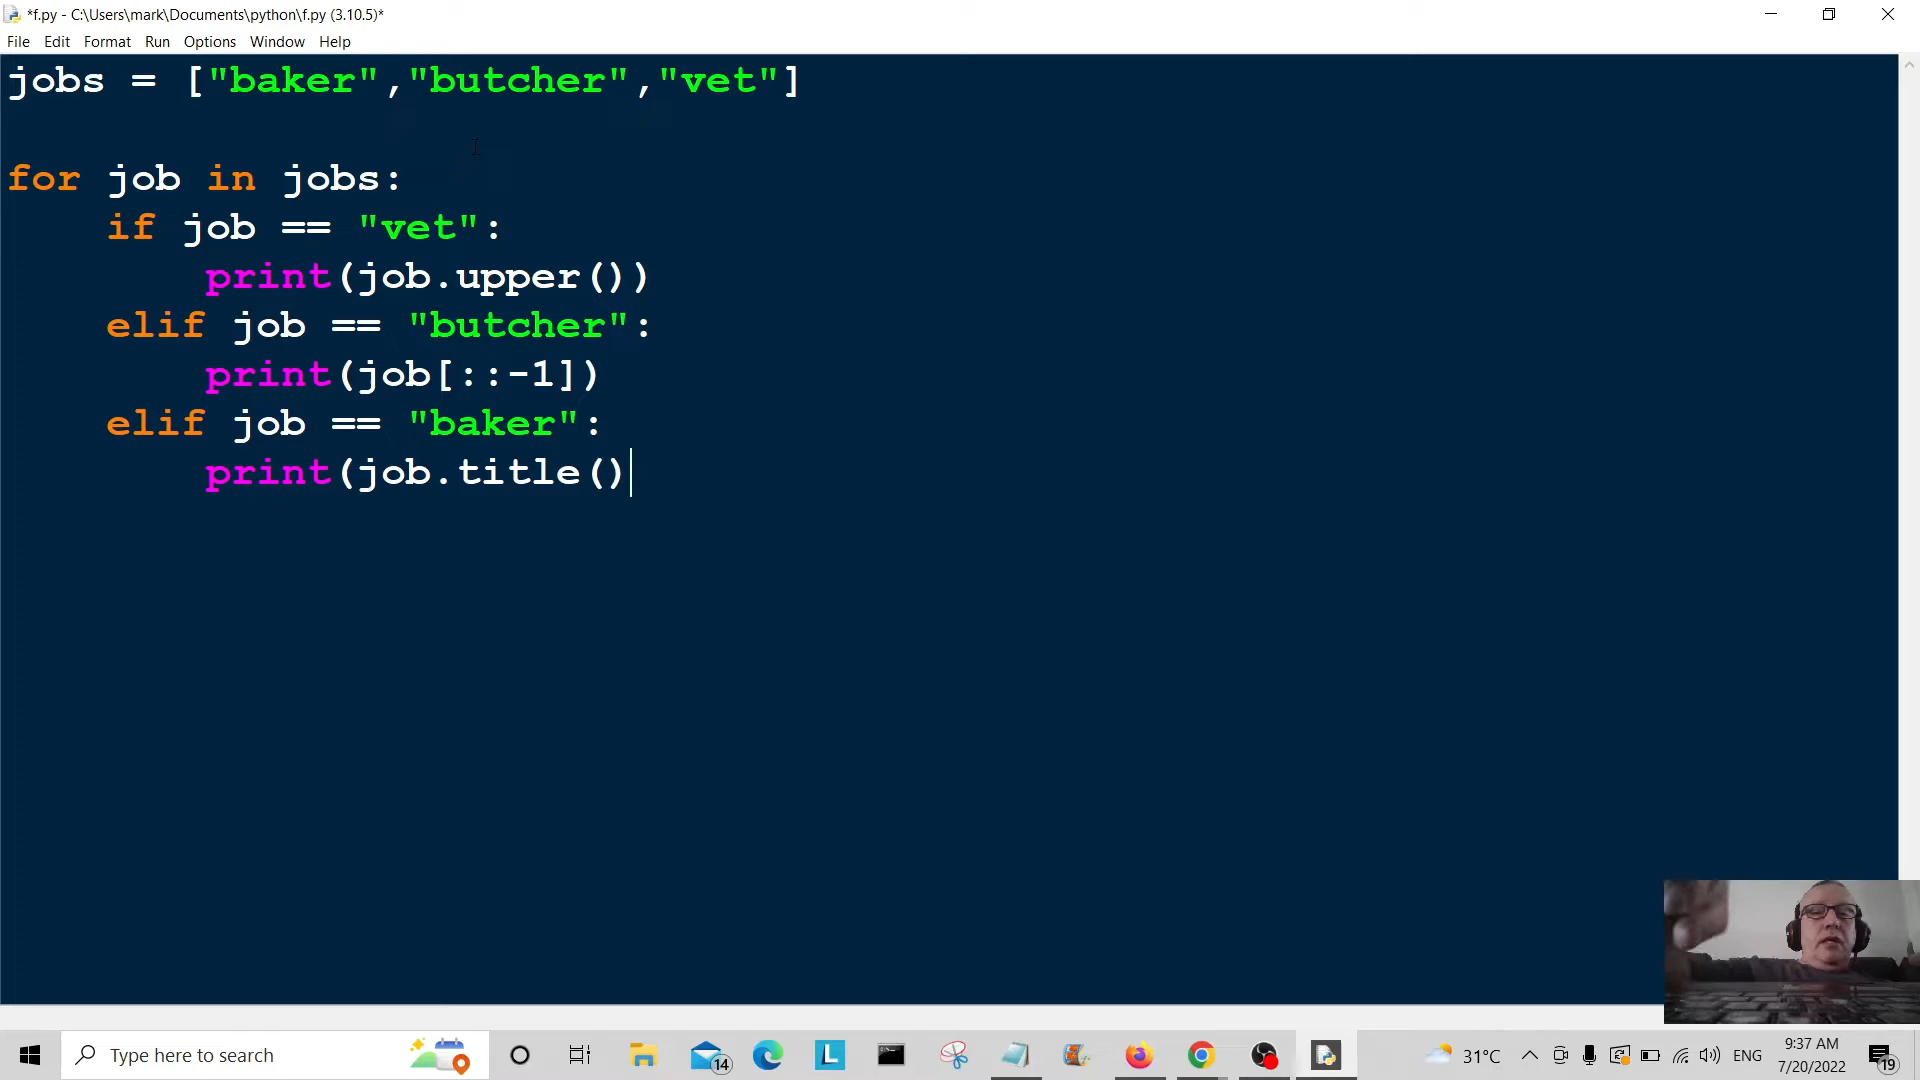 *f.py - C:\Users\mark\Documents\python\f.py (3.10.5)*
File Edit Format Run Options Window Help
jobs = ["baker","butcher","vet"]
for job in jobs:
    if job == "vet":
        print(job.upper())
    elif job == "butcher":
        print(job[::-1])
    elif job == "baker":
        print(job.title()
Type here to search
14
L
31°C
ENG
9:37 AM
7/20/2022
19